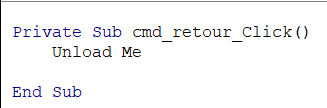 Private Sub cmd_retour_Click()
    Unload Me
End Sub